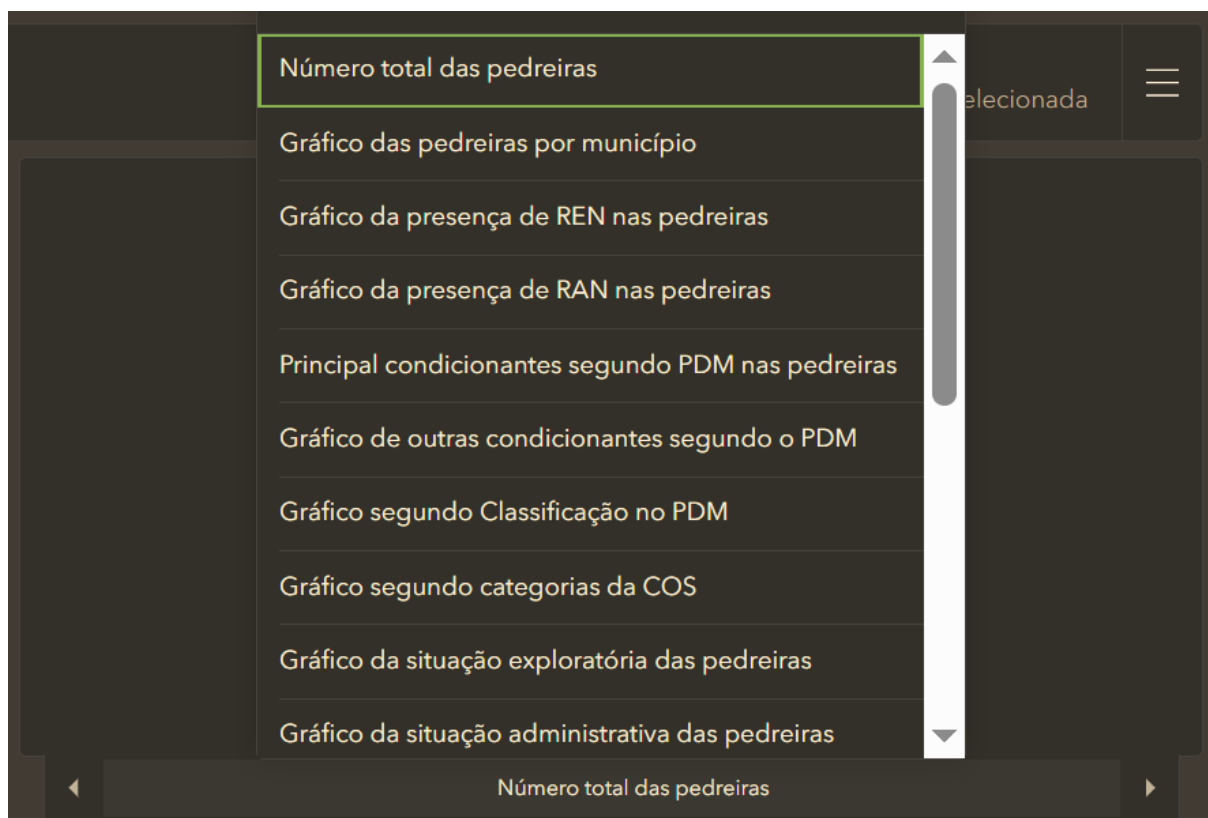 Número total das pedreiras
elecionada
Gráfico das pedreiras por município
Gráfico da presença de REN nas pedreiras
Gráfico da presença de RAN nas pedreiras
Principal condicionantes segundo PDM nas pedreiras
Gráfico de outras condicionantes segundo o PDM
Gráfico segundo Classificação no PDM
Gráfico segundo categorias da COS
Gráfico da situação exploratória das pedreiras
Gráfico da situação administrativa das pedreiras
Número total das pedreiras